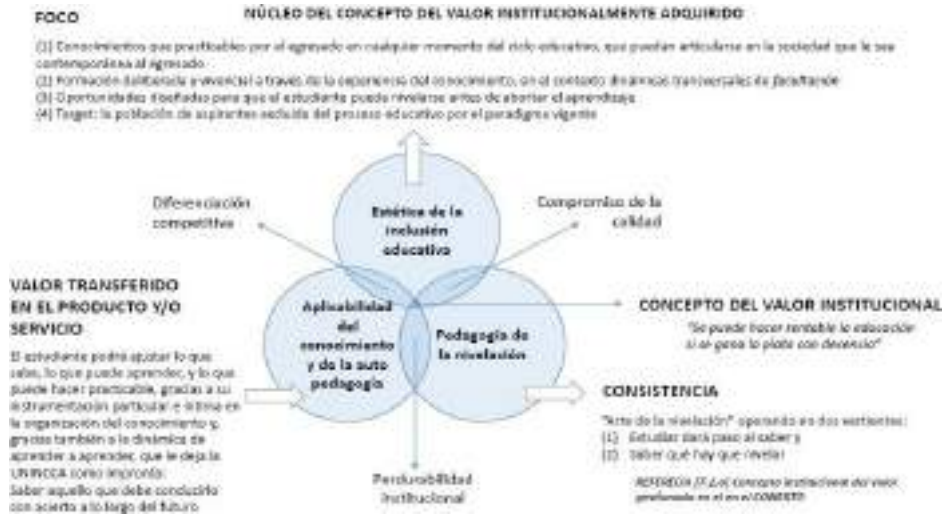 FOCO
NÚCLEO DEL CONCEPTO DEL VALOR INSTITUCIONALMENTE ADQUIRIDO
(1) Conocimientos que practicables por el egresado en cualquier momento del ciclo educativo, que puedan articularse en la sociedad que le sea
contemporánea al egresado
(2) Formación deliberada y vivencial a través de la experiencia del conocimiento, en el contexto dinámicas transversales de
(3) Oportunidades diseñadas para que el estudiante pueda nivelarse antes de abortar el aprendizaje
(4) Target: la población de aspirantes excluida del proceso educativo por el paradigma vigente
Diferenciación
competitiva
Compromiso de la
calidad
Estética de la
inclusión
educativa
Aplicabilidad
del
conocimiento
y de la auto
pedagogía
Pedagogía de
la nivelación
VALOR TRANSFERIDO
EN EL PRODUCTO Y/O
SERVICIO
El estudiante podrá ajustar lo que
sabe, lo que puede aprender, y lo que
puede hacer practicable, gracias a su
instrumentación particular e íntima en
la organización del conocimiento y,
gracias también a la dinámica de
aprender a aprender, que le deja la
UNINCCA como impronta:
Saber aquello que debe conducirlo
con acierto a lo largo del futuro
CONCEPTO DEL VALOR INSTITUCIONAL
"Se puede hacer rentable la educación
si se gana la plata con decencia"
CONSISTENCIA
"Arte de la nivelación" operando en dos vertientes:
(1) Estudiar dará paso al saber y
(2) Saber qué hay que nivelar
Concepto institucional del valor
en el en el
Perdurabilidad
Institucional